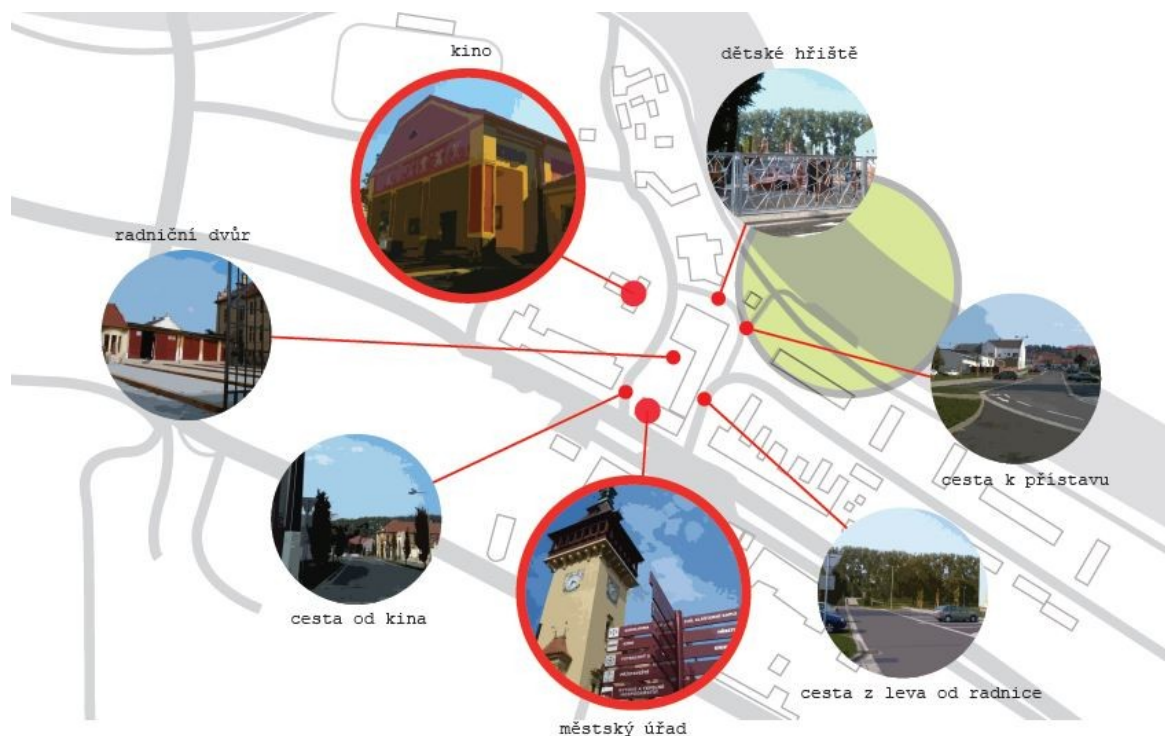 kino
dětské hřiště
radniční dvůr
cesta k přístavu
cesta od kina
cesta z leva od radnice
městský úřad